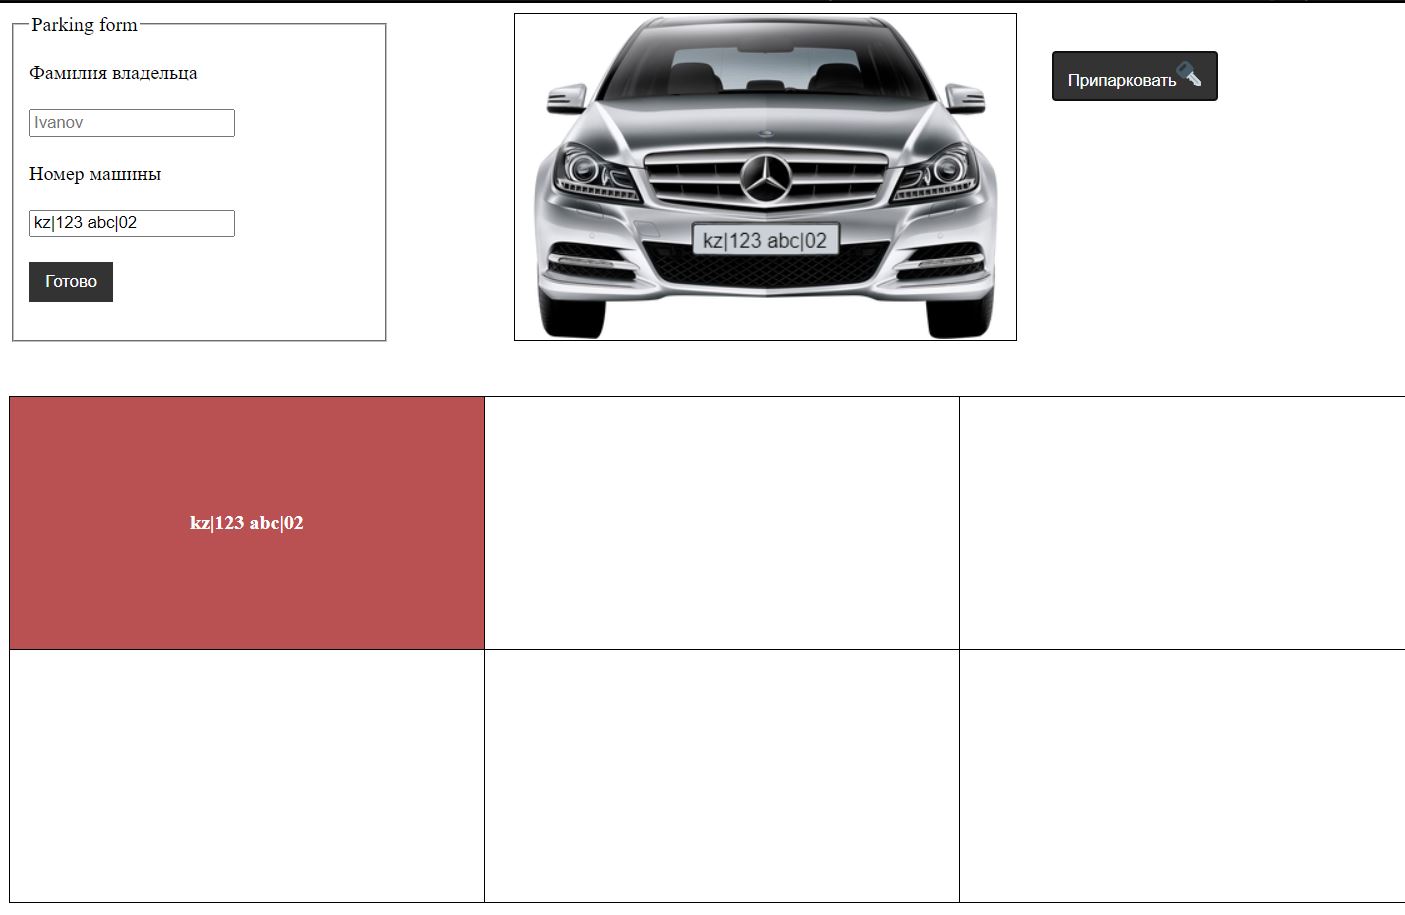 Parking form
Фамилия владельца
Ivanov
Номер машины
kz|123 abc|02
Готово
kz|123 abc|02
Припарковать
kz|123 abc|02